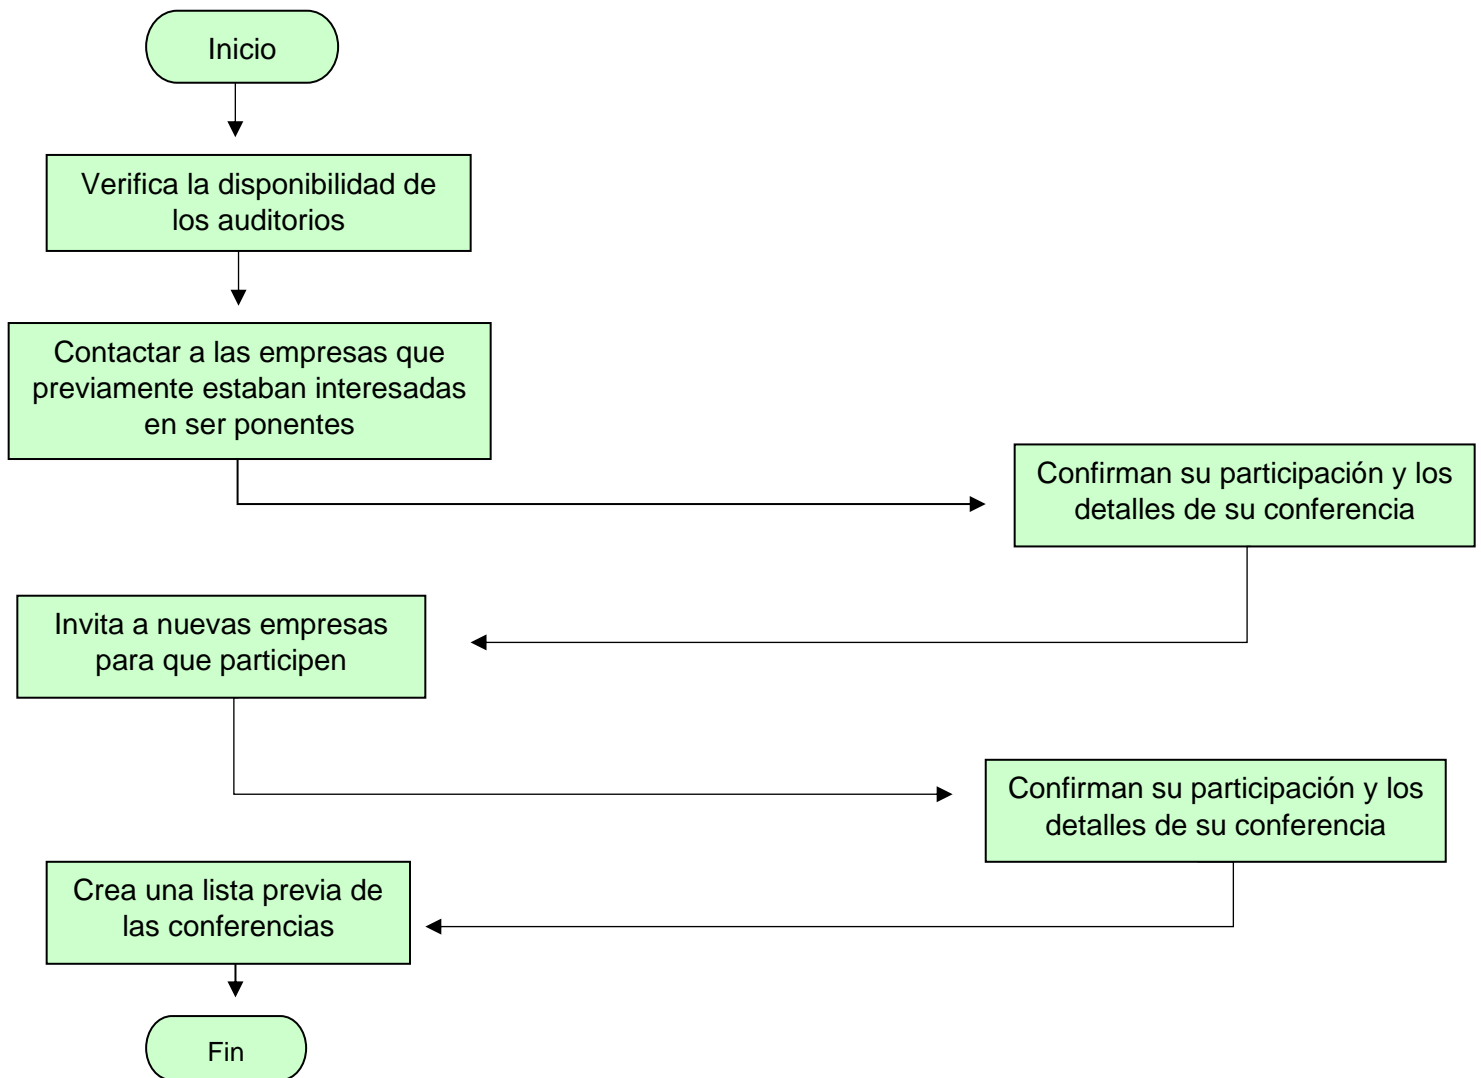 Inicio
Verifica la disponibilidad de
los auditorios
Contactar a las empresas que
previamente estaban interesadas
en ser ponentes
Confirman su participación y los
detalles de su conferencia
Invita a nuevas empresas
para que participen
Confirman su participación y los
detalles de su conferencia
Crea una lista previa de
las conferencias
Fin